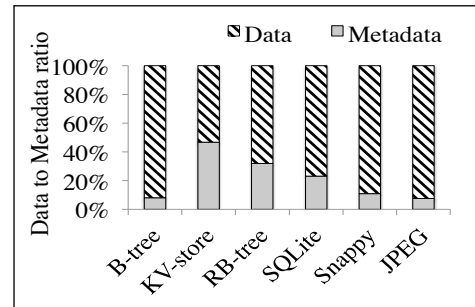 Data Metadata
Data to Metadata ratio
100%
80%
60%
40%
20%
0%
B-tree
KV-store
RB-tree
SQLite
Snappy
JPEG